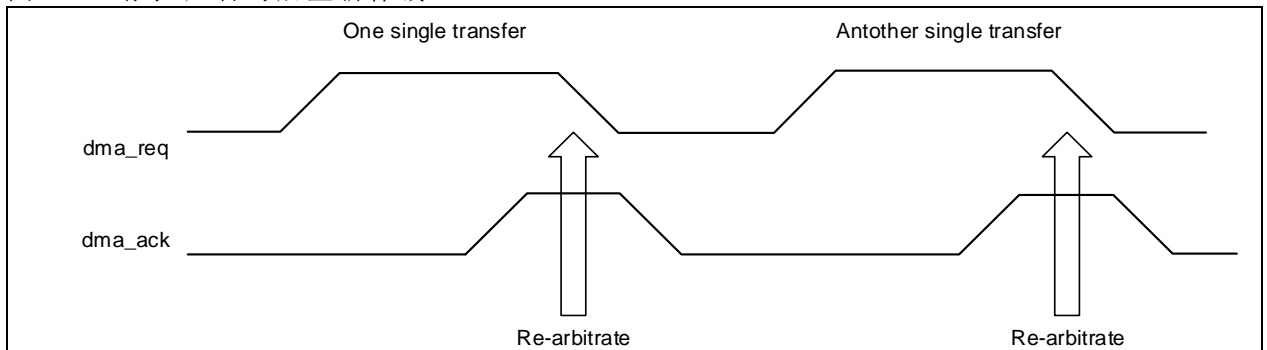 One single transfer
Antother single transfer
dma_req
dma_ack
Re-arbitrate
Re-arbitrate